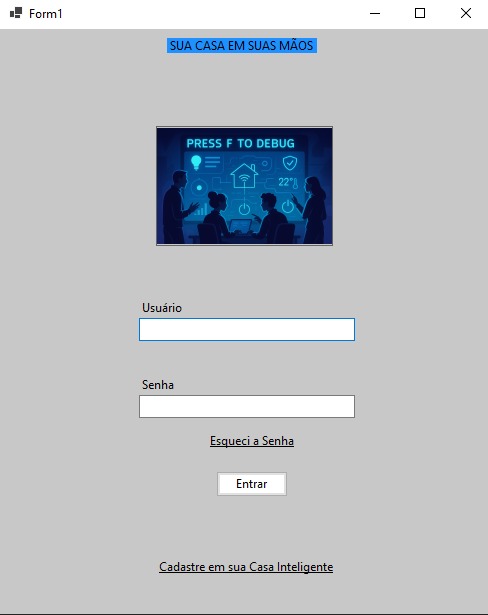 Form1
SUA CASA EM SUAS MÃOS
PRESS F TO DEBUG
22°
Usuário
Senha
Esqueci a Senha
Entrar
Cadastre em sua Casa Inteligente